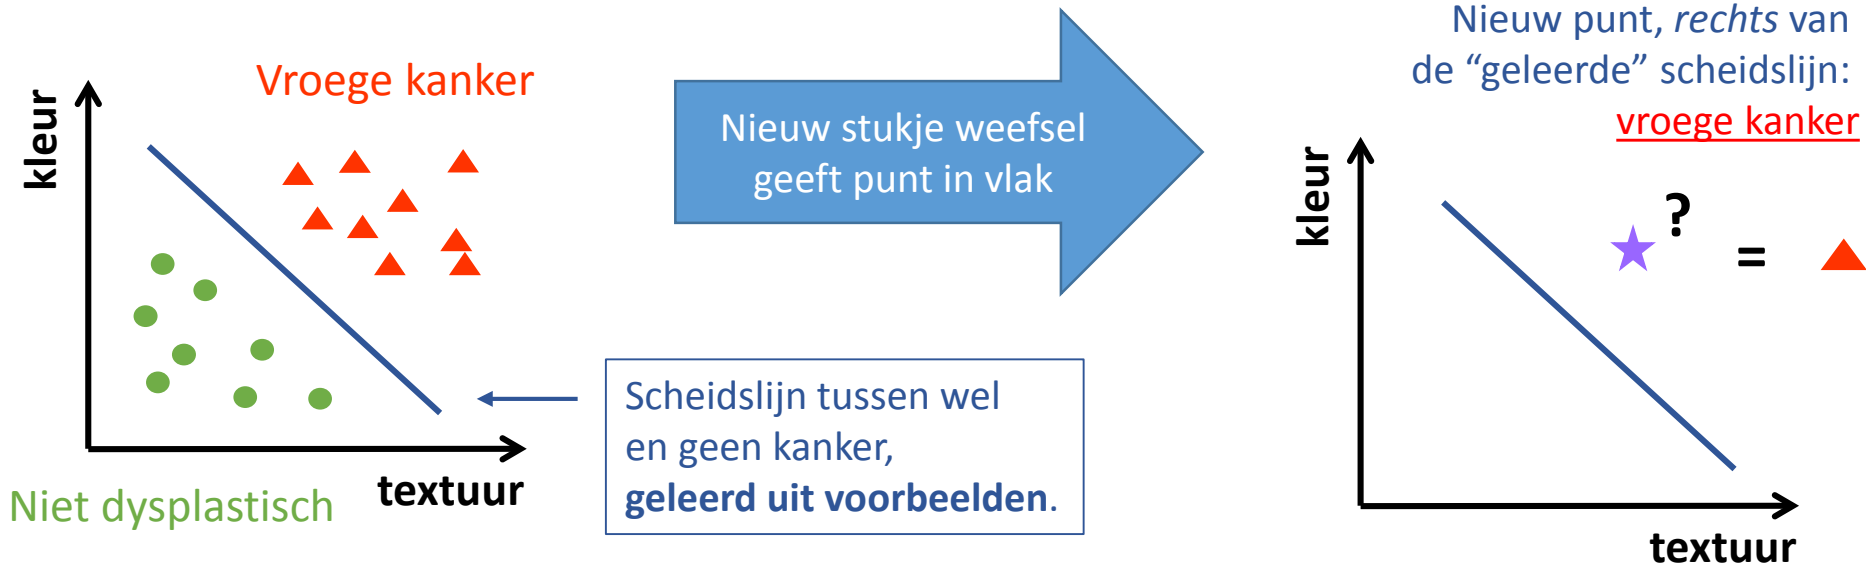 Vroege kanker
kleur
Niet dysplastisch
textuur
Nieuw stukje weefsel
geeft punt in vlak
Scheidslijn tussen wel
en geen kanker,
geleerd uit voorbeelden.
Nieuw punt, rechts van
de “geleerde” scheidslijn:
vroege kanker
kleur
?
=
textuur